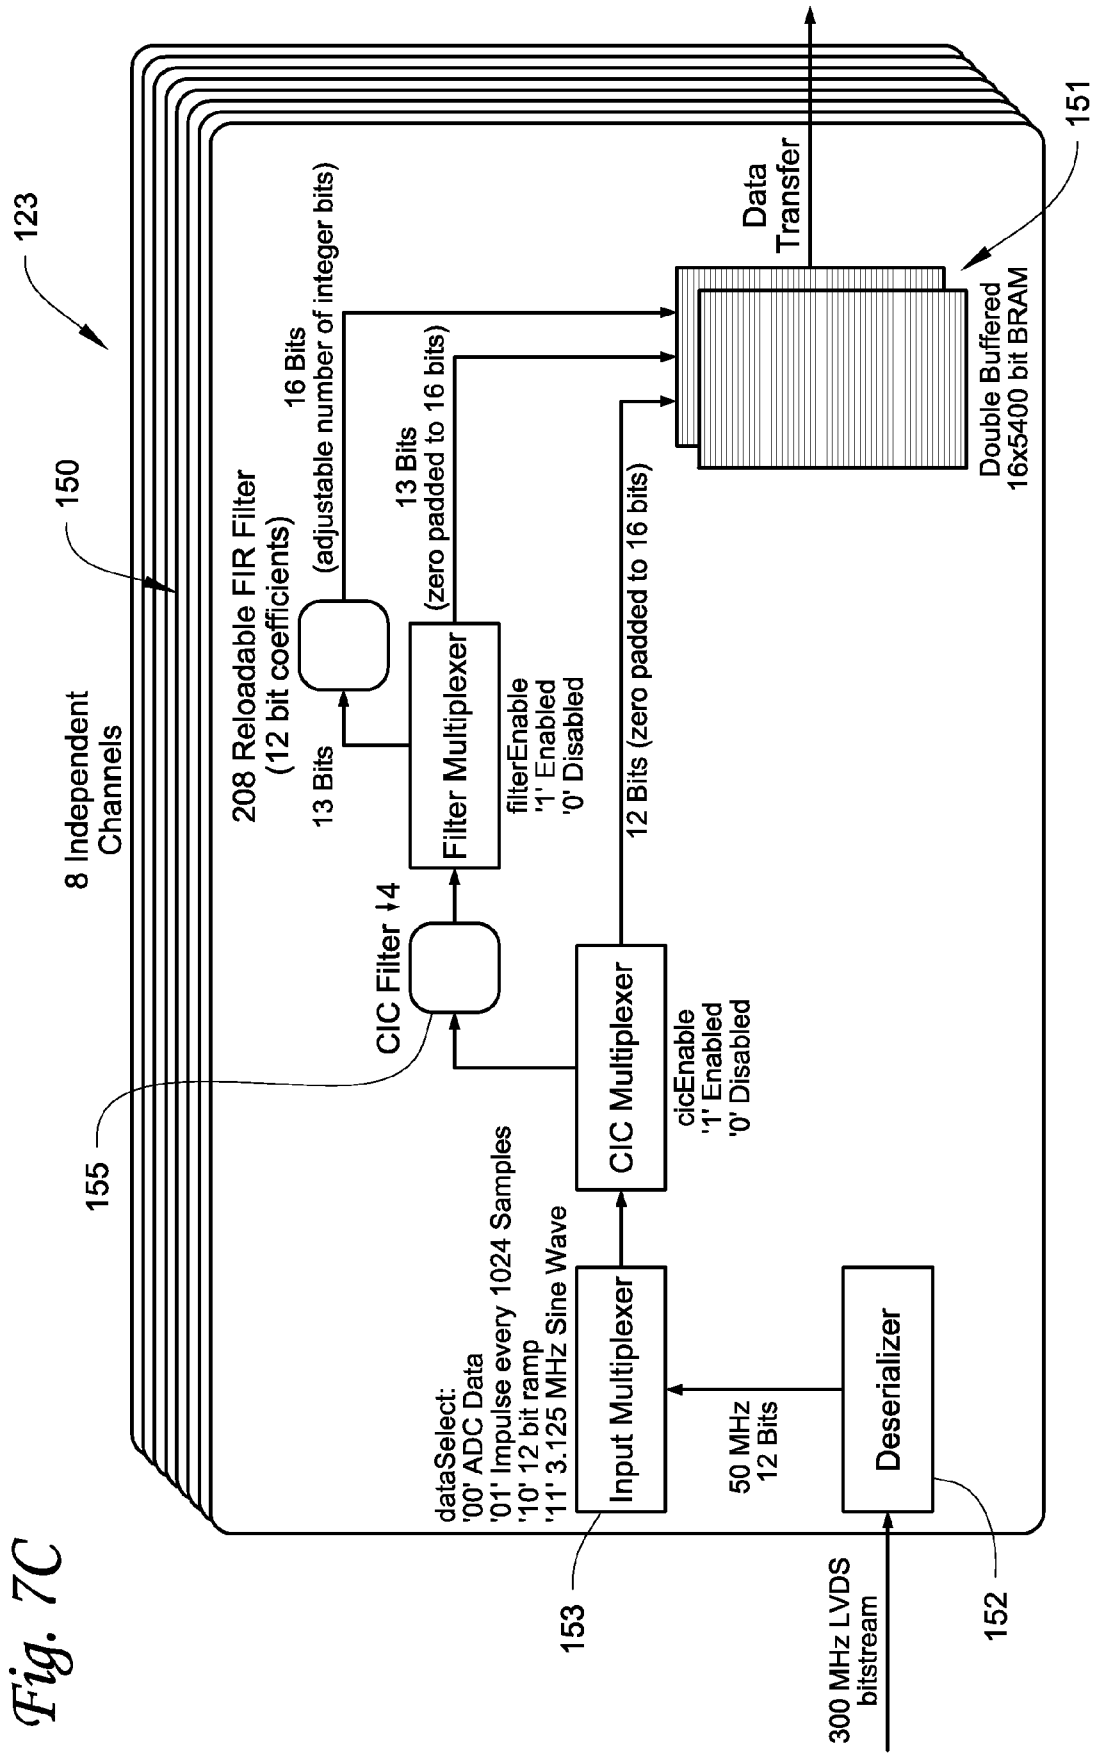 Fig. 7C
123
8 Independent
Channels
150
155
208 Reloadable FIR Filter
(12 bit coefficients)
16 Bits
(adjustable number of integer bits)
13 Bits
13 Bits
(zero padded to 16 bits)
CIC Filter ↓4
Filter Multiplexer
filterEnable
'1' Enabled
'0' Disabled
dataSelect:
'00' ADC Data
'01' Impulse every 1024 Samples
'10' 12 bit ramp
'11' 3.125 MHz Sine Wave
Input Multiplexer
153
CIC Multiplexer
cicEnable
'1' Enabled
'0' Disabled
12 Bits (zero padded to 16 bits)
Data
Transfer
151
Double Buffered
16x5400 bit BRAM
50 MHz
12 Bits
Deserializer
152
300 MHz LVDS
bitstream